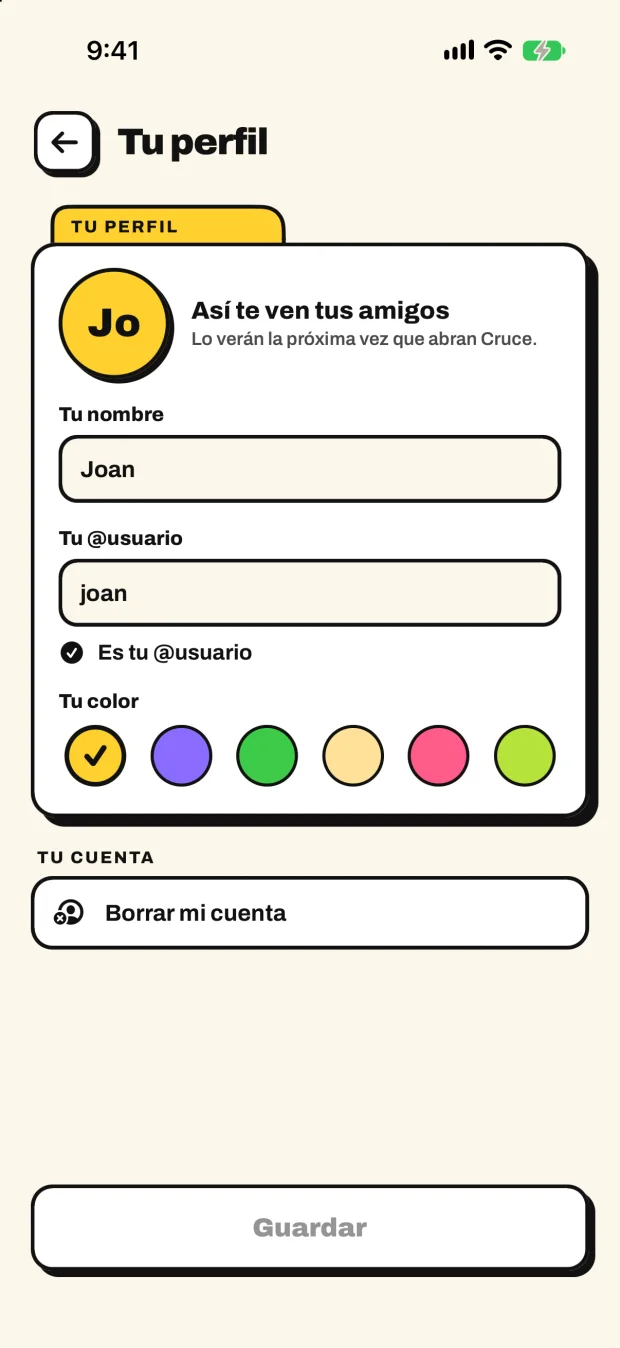 9:41
Tu perfil
TU PERFIL
Jo
Así te ven tus amigos
Lo verán la próxima vez que abran Cruce.
Tu nombre
Joan
Tu @usuario
joan
Es tu @usuario
Tu color
TU CUENTA
Borrar mi cuenta
Guardar